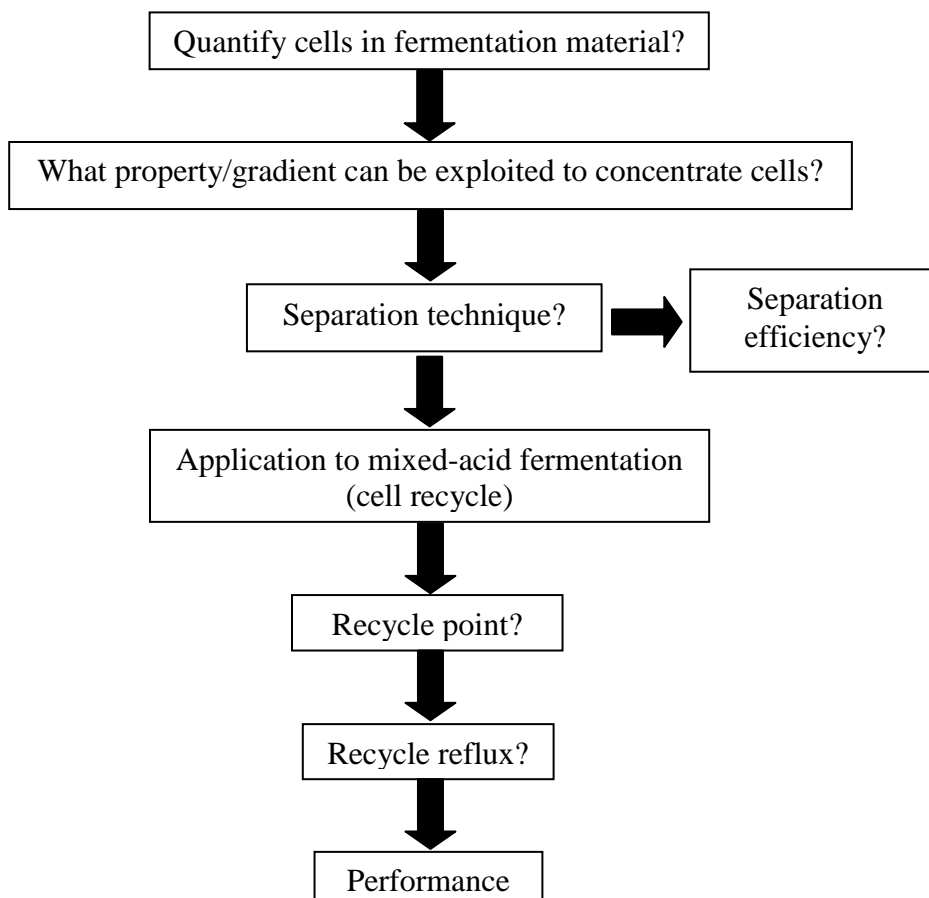 Quantify cells in fermentation material?
What property/gradient can be exploited to concentrate cells?
Separation technique?
Separation
efficiency?
Application to mixed-acid fermentation
(cell recycle)
Recycle point?
Recycle reflux?
Performance